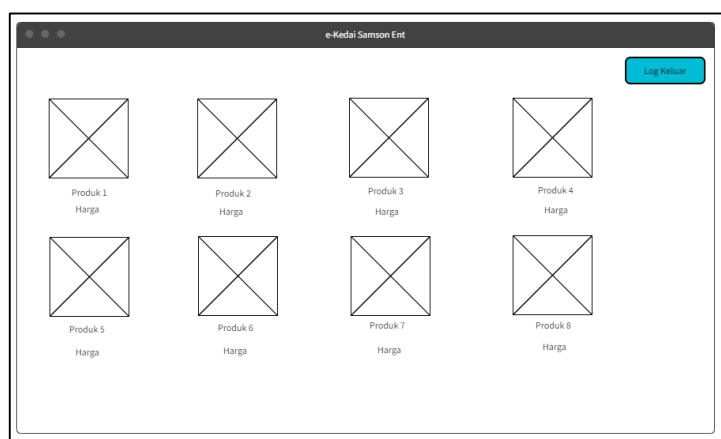 e-Kedai Samson Ent
Log Keluar
Produk 1
Harga
Produk 2
Harga
Produk 3
Harga
Produk 4
Harga
Produk 5
Harga
Produk 6
Harga
Produk 7
Harga
Produk 8
Harga